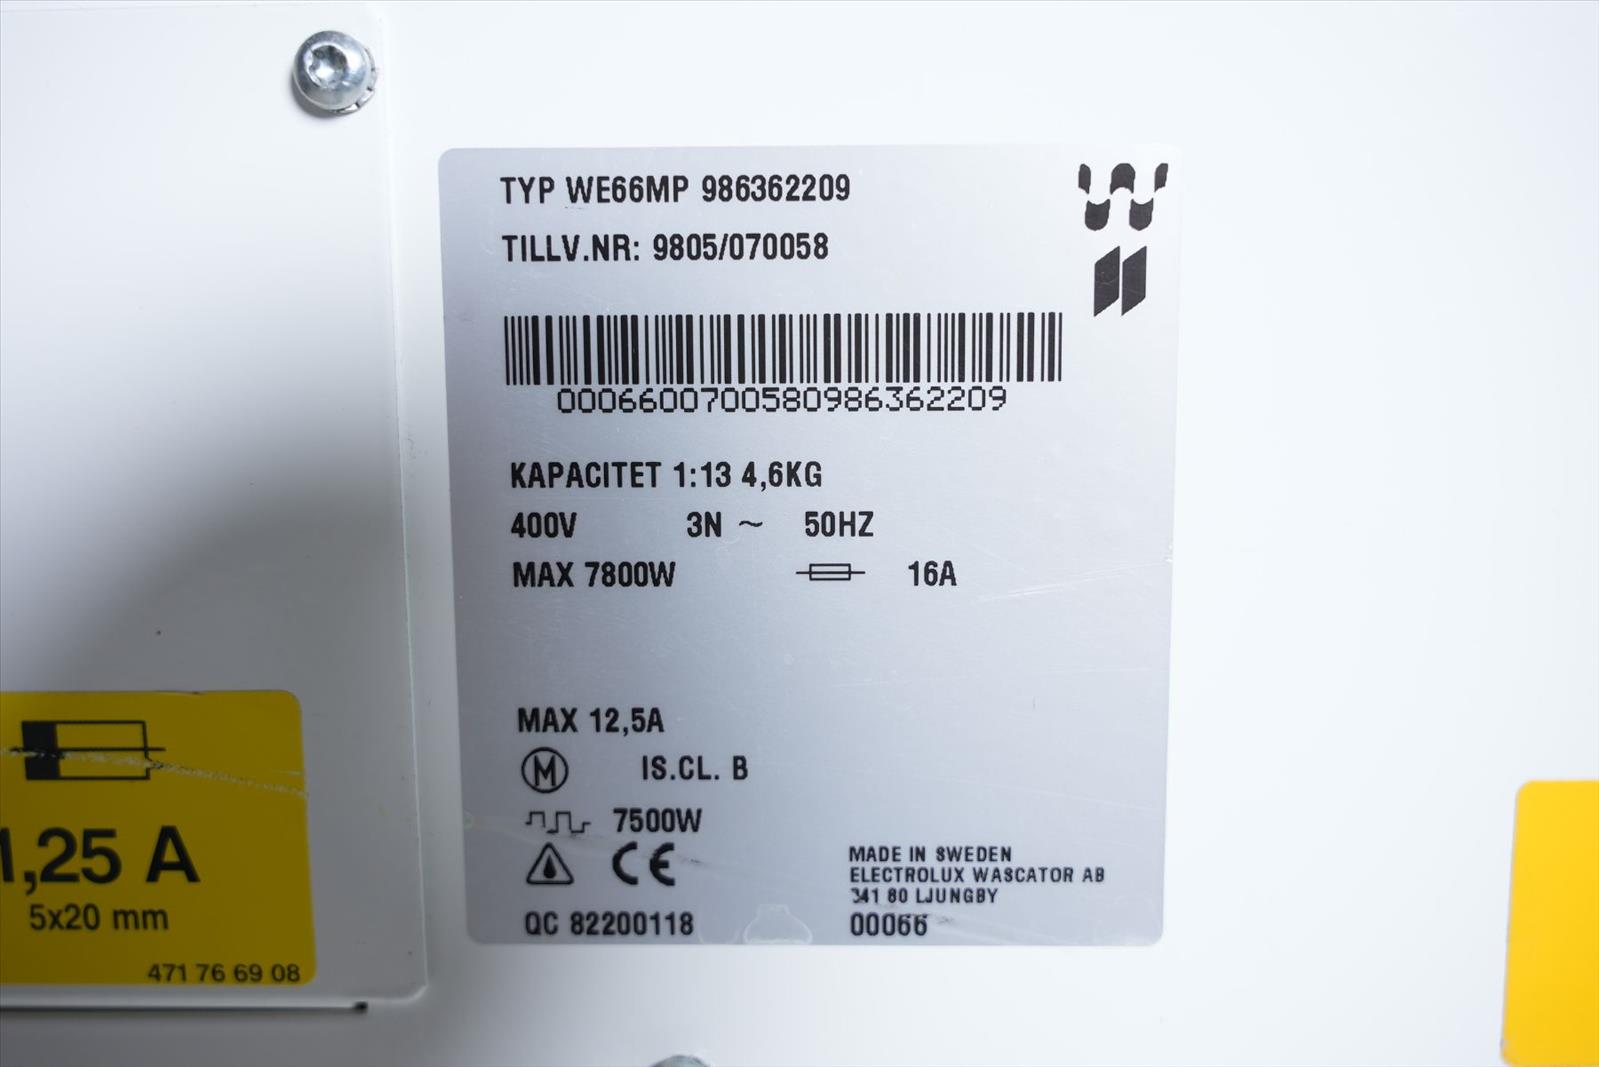 TYP WE66MP 986362209
TILLV.NR: 9805/070058
0006600700580986362209
KAPACITET 1:13 4,6KG
400V 3N ~ 50HZ
MAX 7800W 16A
MAX 12,5A
M IS.CL. B
7500W
CE
QC 82200118
MADE IN SWEDEN
ELECTROLUX WASCATOR AB
341 80 LJUNGBY
00066
1,25 A
5x20 mm
471 76 69 08